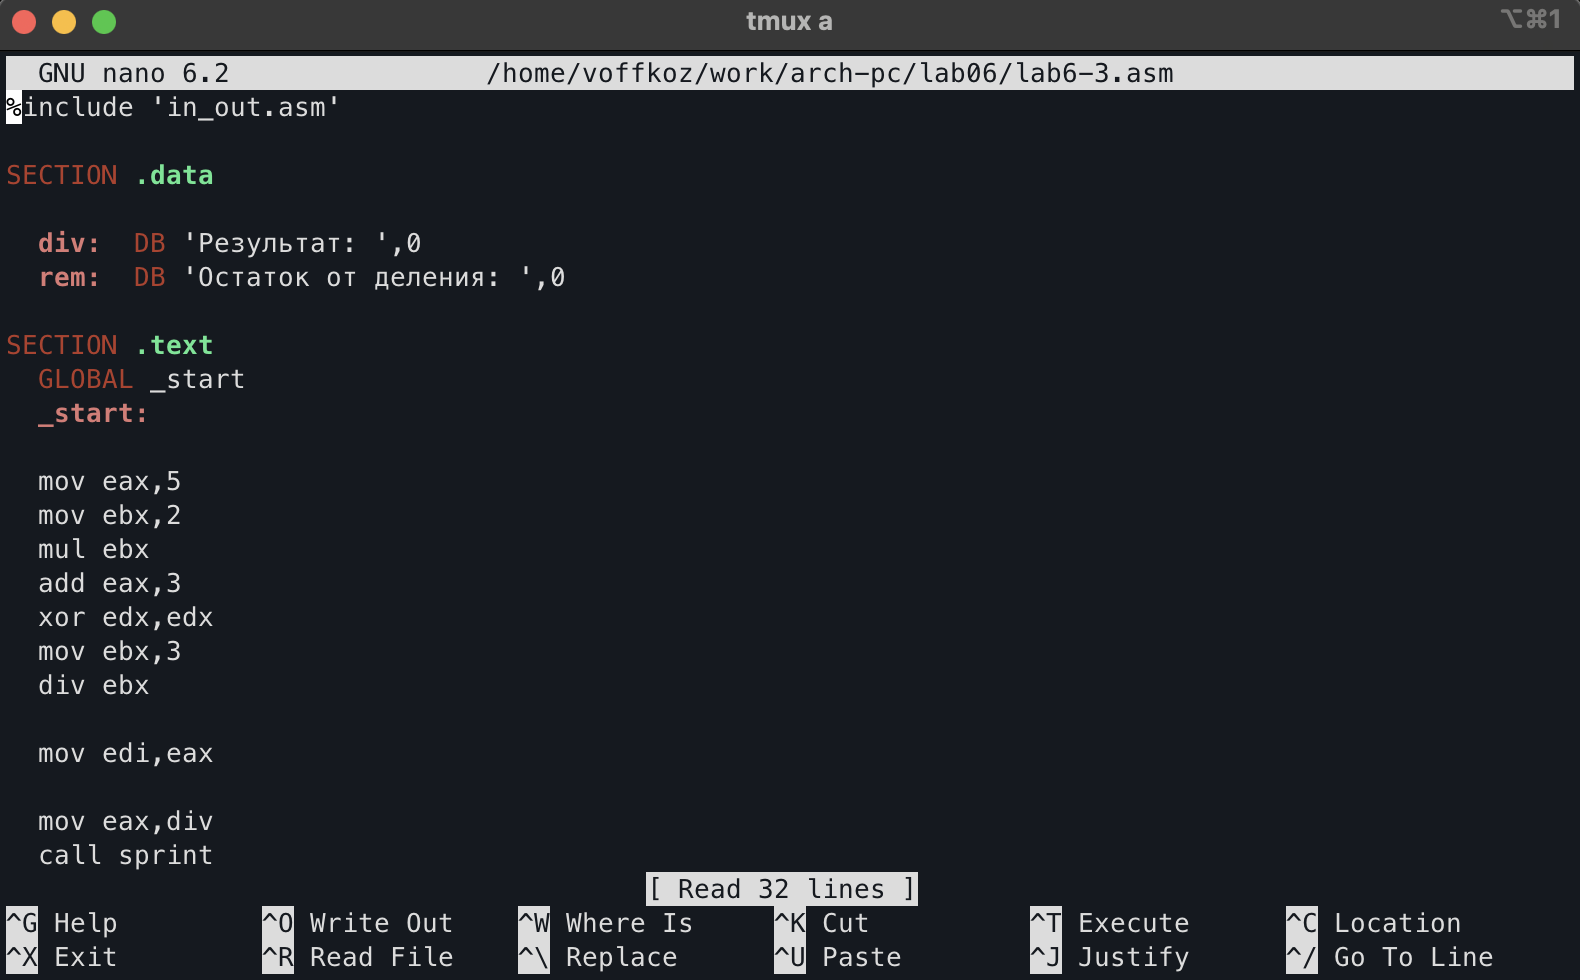 tmux a
⌥⌘1
GNU nano 6.2 /home/voffkoz/work/arch-pc/lab06/lab6-3.asm
%include 'in_out.asm'
SECTION .data
div: DB 'Результат: ',0
rem: DB 'Остаток от деления: ',0
SECTION .text
GLOBAL _start
_start:
mov eax,5
mov ebx,2
mul ebx
add eax,3
xor edx,edx
mov ebx,3
div ebx
mov edi,eax
mov eax,div
call sprint
[ Read 32 lines ]
^G Help ^O Write Out ^W Where Is ^K Cut ^T Execute ^C Location
^X Exit ^R Read File ^\ Replace ^U Paste ^J Justify ^/ Go To Line